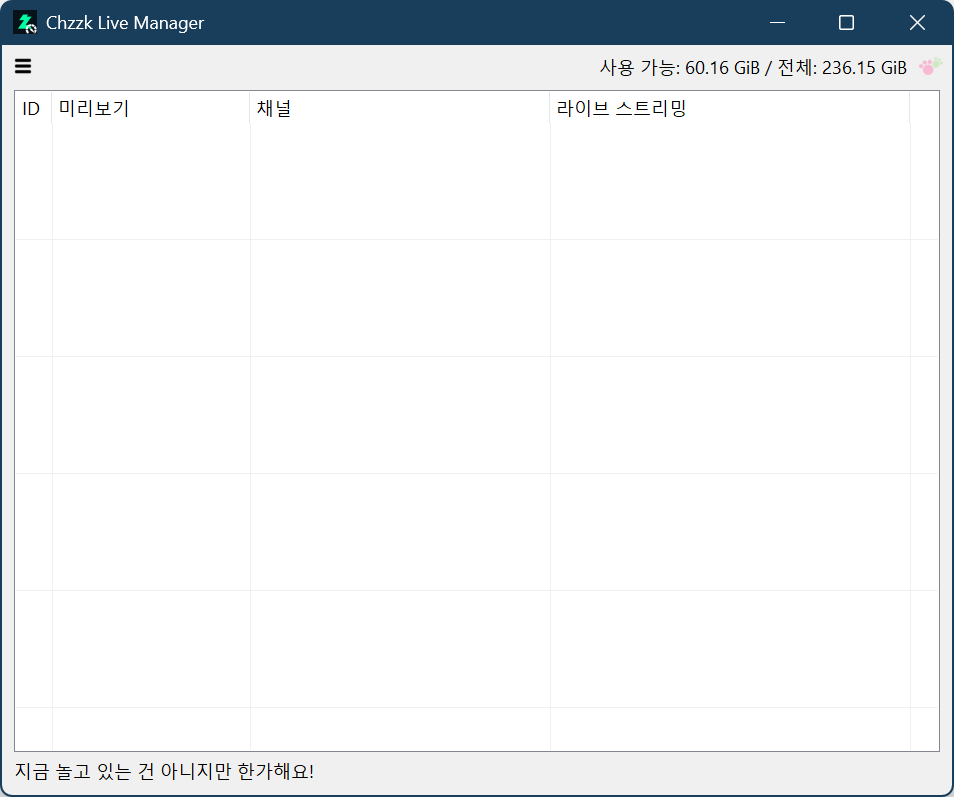 Chzzk Live Manager
사용 가능: 60.16 GiB / 전체: 236.15 GiB
ID 미리보기 채널 라이브 스트리밍
지금 놀고 있는 건 아니지만 한가해요!